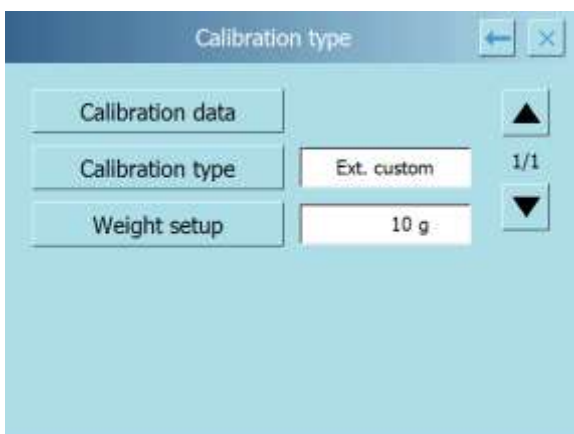 Calibration type
Calibration data
Calibration type Ext. custom 1/1
Weight setup 10 g